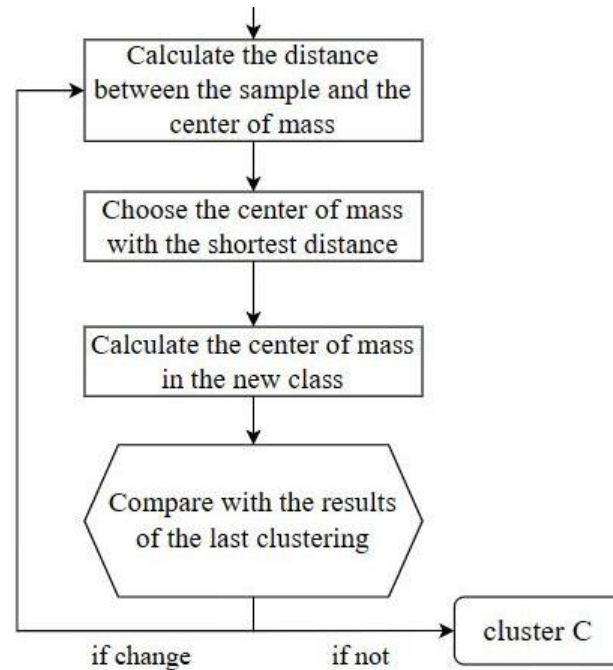 Calculate the distance
between the sample and the
center of mass
Choose the center of mass
with the shortest distance
Calculate the center of mass
in the new class
Compare with the results
of the last clustering
if change
if not
cluster C